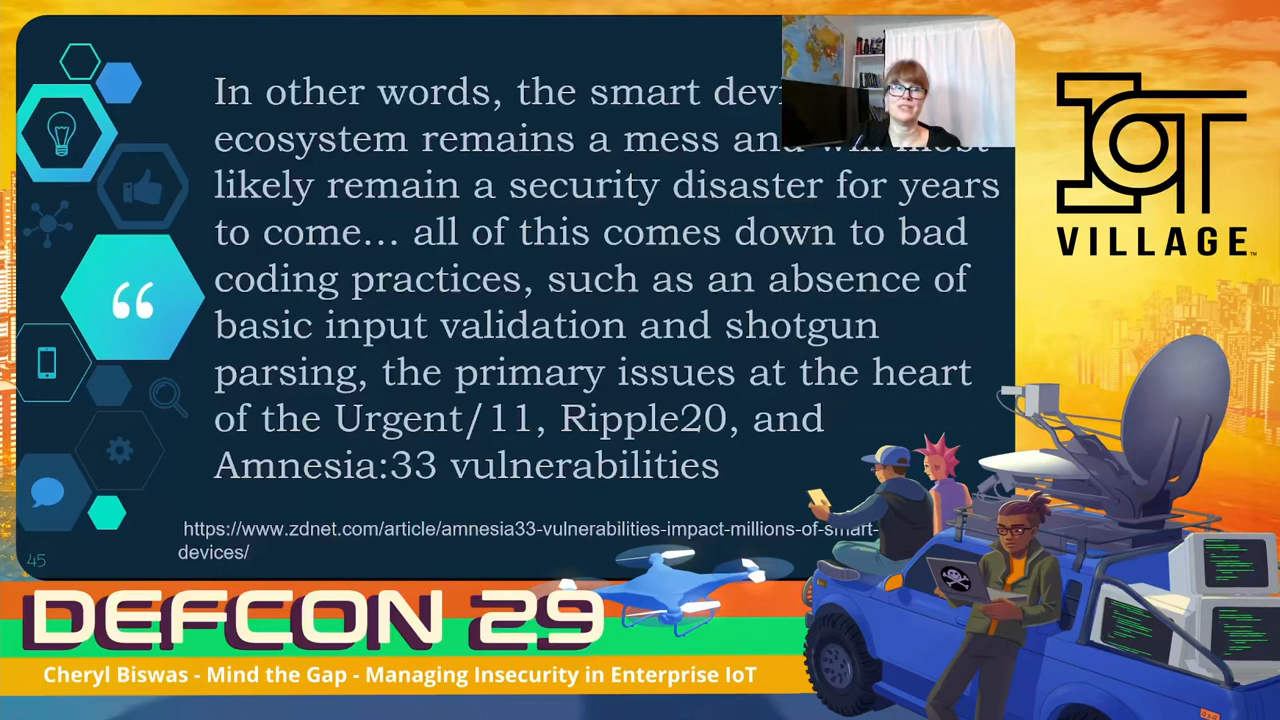 In other words, the smart devi
ecosystem remains a mess and will most
likely remain a security disaster for years
to come... all of this comes down to bad
coding practices, such as an absence of
basic input validation and shotgun
parsing, the primary issues at the heart
of the Urgent/11, Ripple20, and
Amnesia:33 vulnerabilities
https://www.zdnet.com/article/amnesia33-vulnerabilities-impact-millions-of-smart-
devices/
45
IOT
VILLAGE™
DEFCON 29
Cheryl Biswas - Mind the Gap - Managing Insecurity in Enterprise IoT